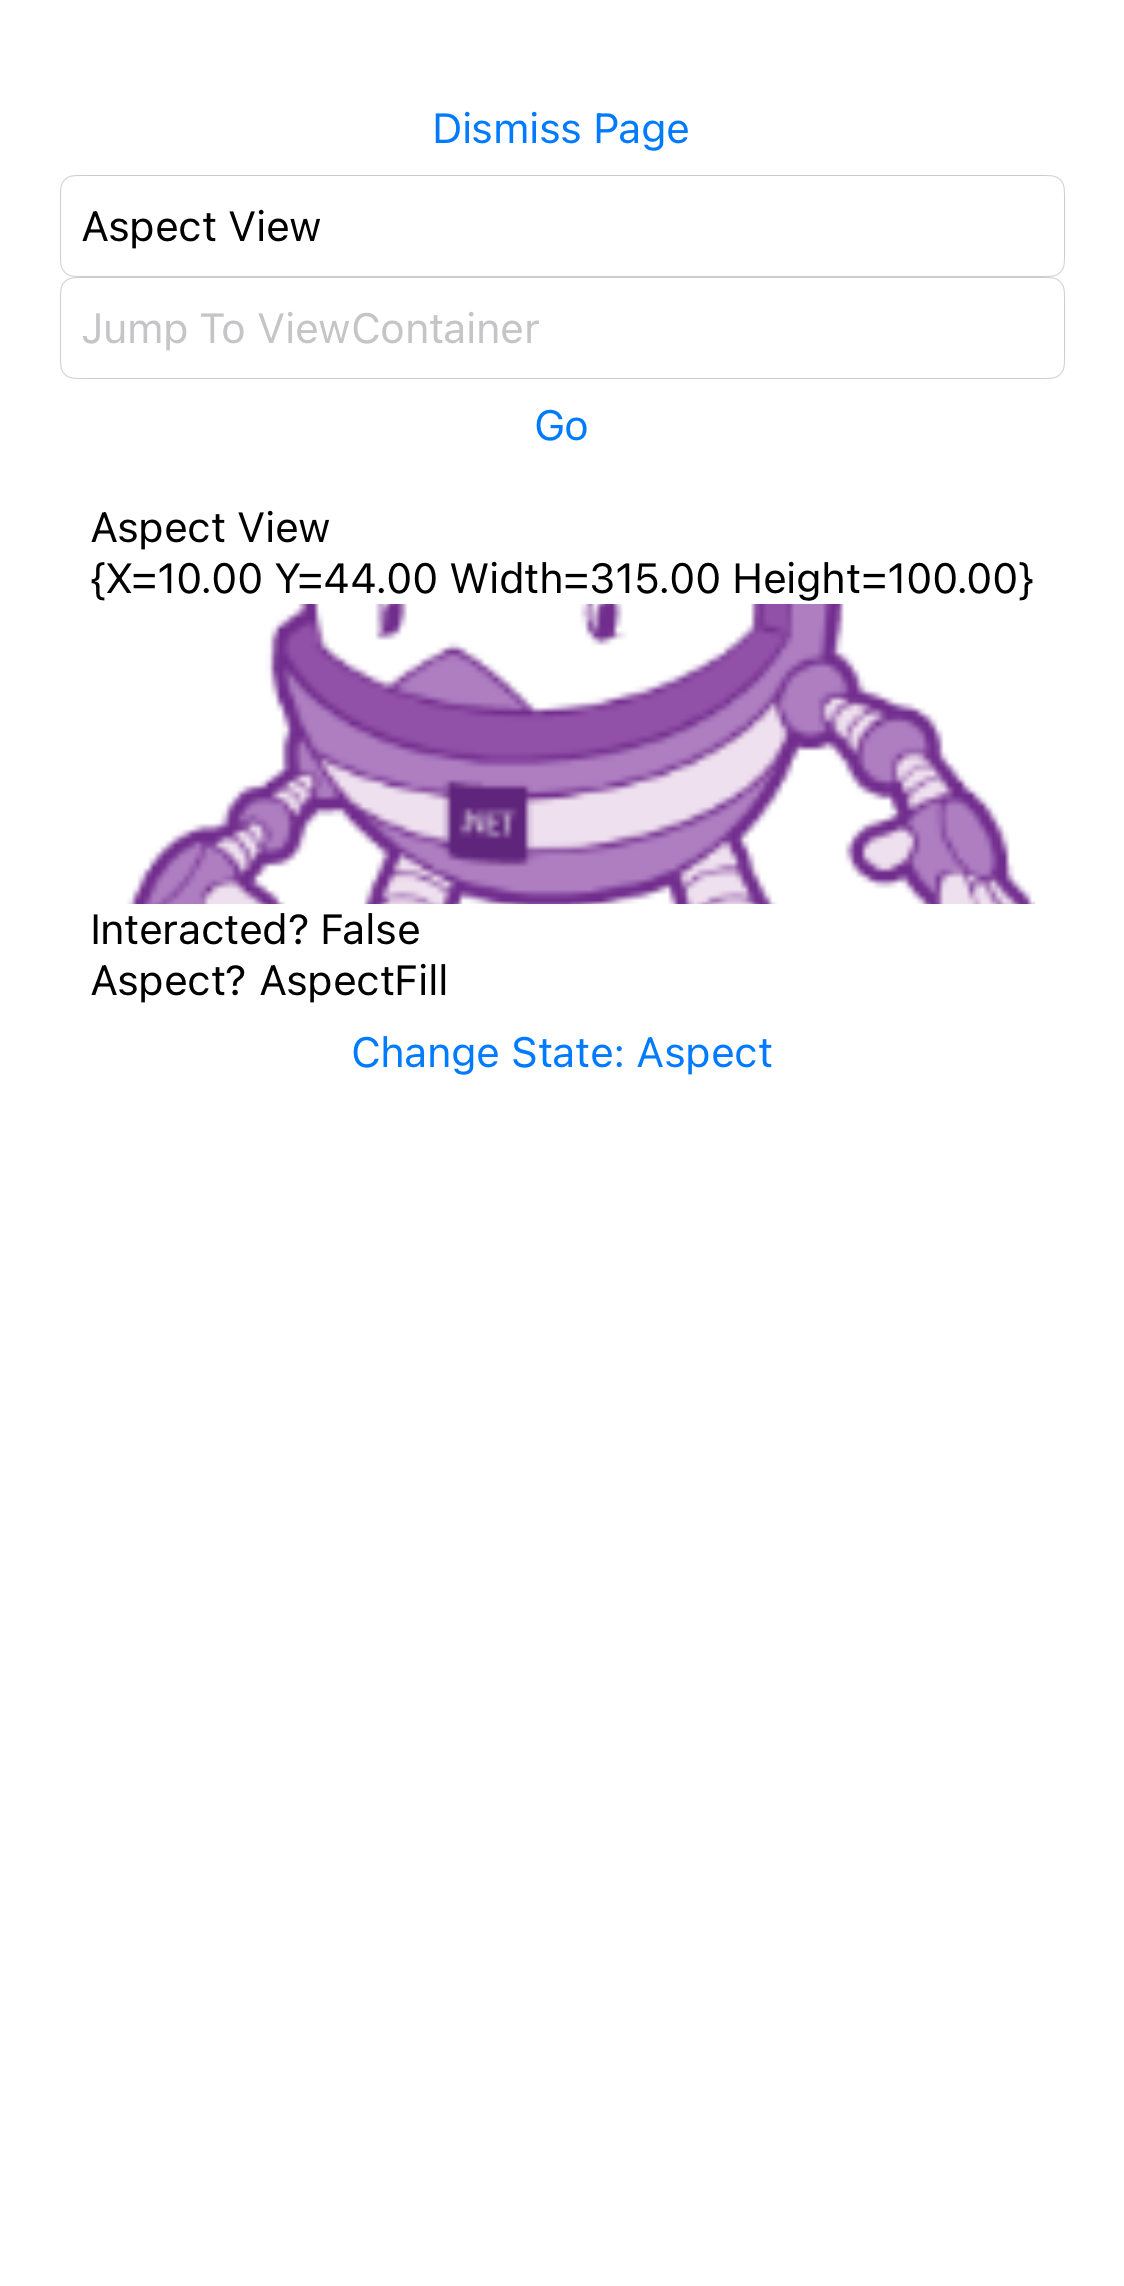 Dismiss Page
Aspect View
Jump To ViewContainer
Go
Aspect View
{X=10.00 Y=44.00 Width=315.00 Height=100.00}
.NET
Interacted? False
Aspect? AspectFill
Change State: Aspect